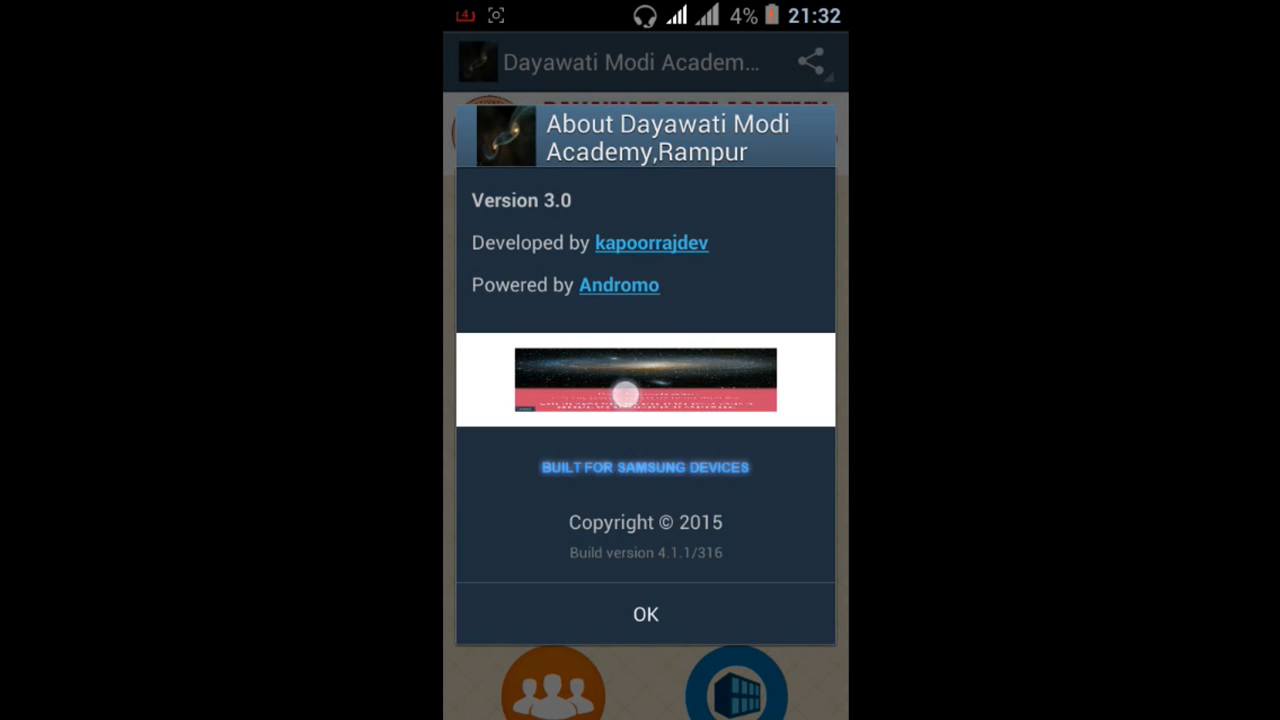 4
4% 21:32
Dayawati Modi Academ...
About Dayawati Modi
Academy,Rampur
Version 3.0
Developed by kapoorrajdev
Powered by Andromo
BUILT FOR SAMSUNG DEVICES
Copyright © 2015
Build version 4.1.1/316
OK